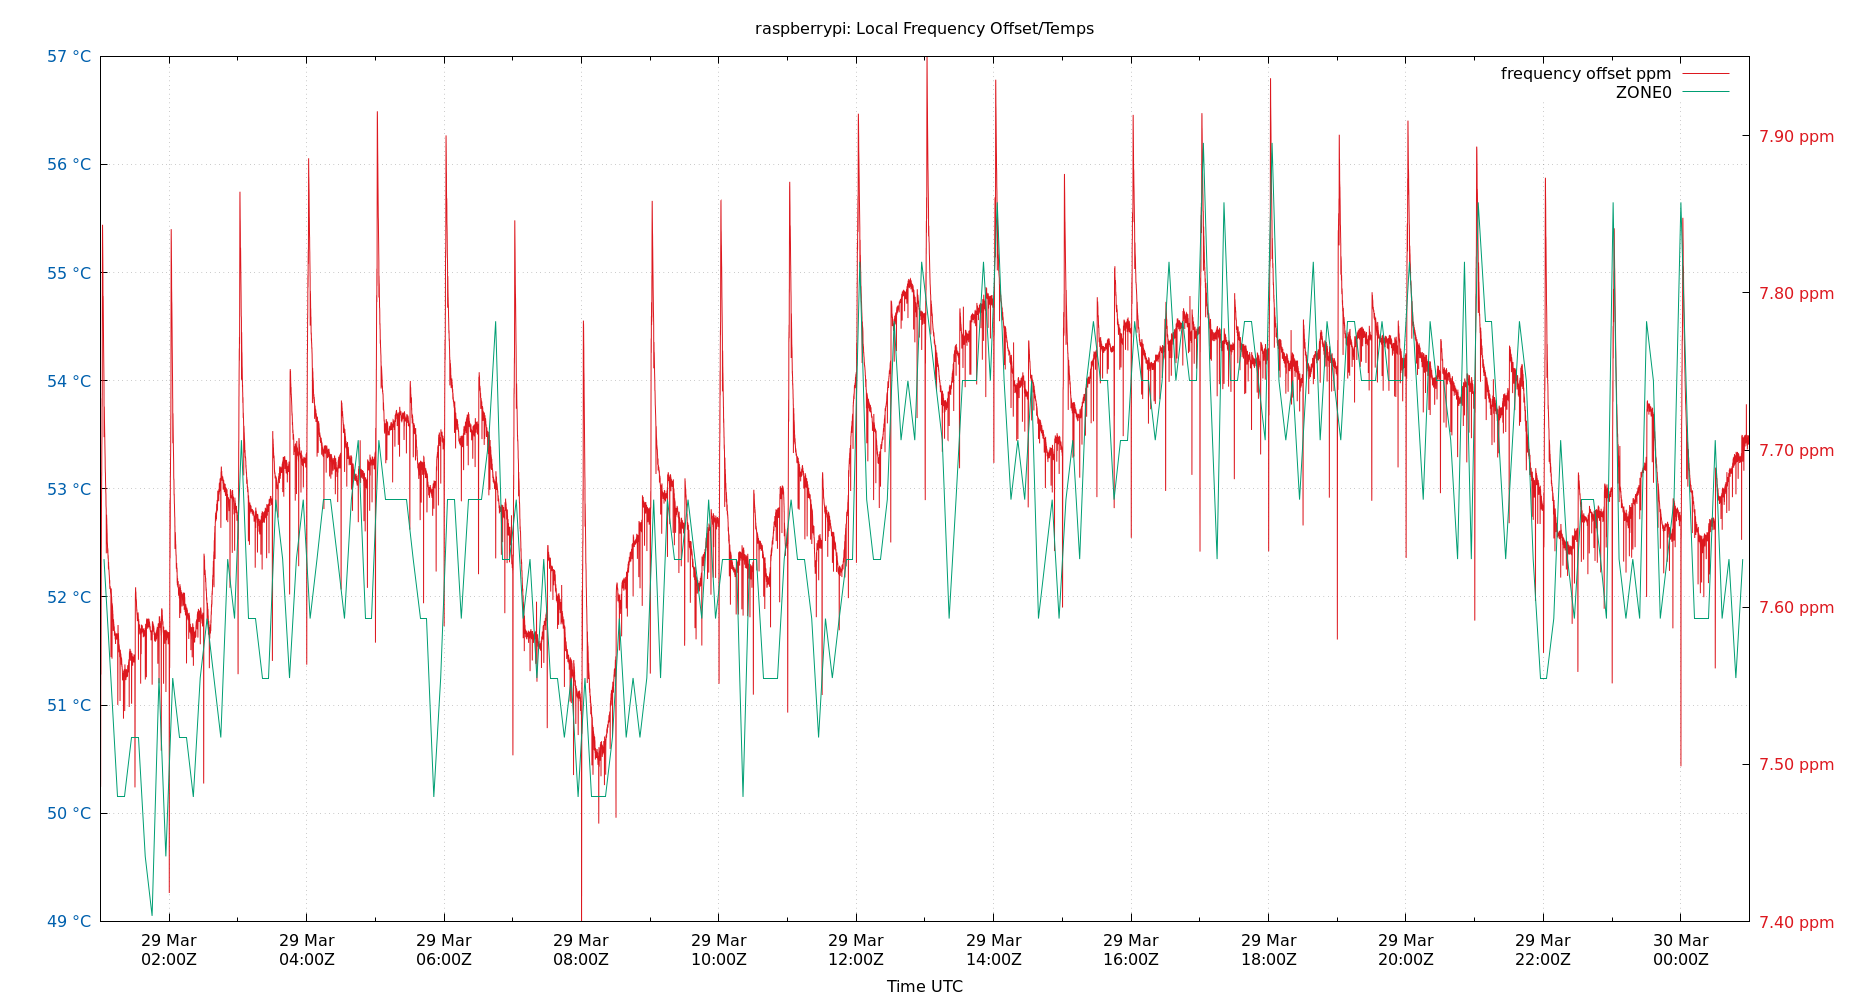 raspberrypi: Local Frequency Offset/Temps
57 °C
56 °C
55 °C
54 °C
53 °C
52 °C
51 °C
50 °C
49 °C
frequency offset ppm
ZONE0
7.90 ppm
7.80 ppm
7.70 ppm
7.60 ppm
7.50 ppm
7.40 ppm
29 Mar
02:00Z
29 Mar
04:00Z
29 Mar
06:00Z
29 Mar
08:00Z
29 Mar
10:00Z
29 Mar
12:00Z
29 Mar
14:00Z
29 Mar
16:00Z
29 Mar
18:00Z
29 Mar
20:00Z
29 Mar
22:00Z
30 Mar
00:00Z
Time UTC